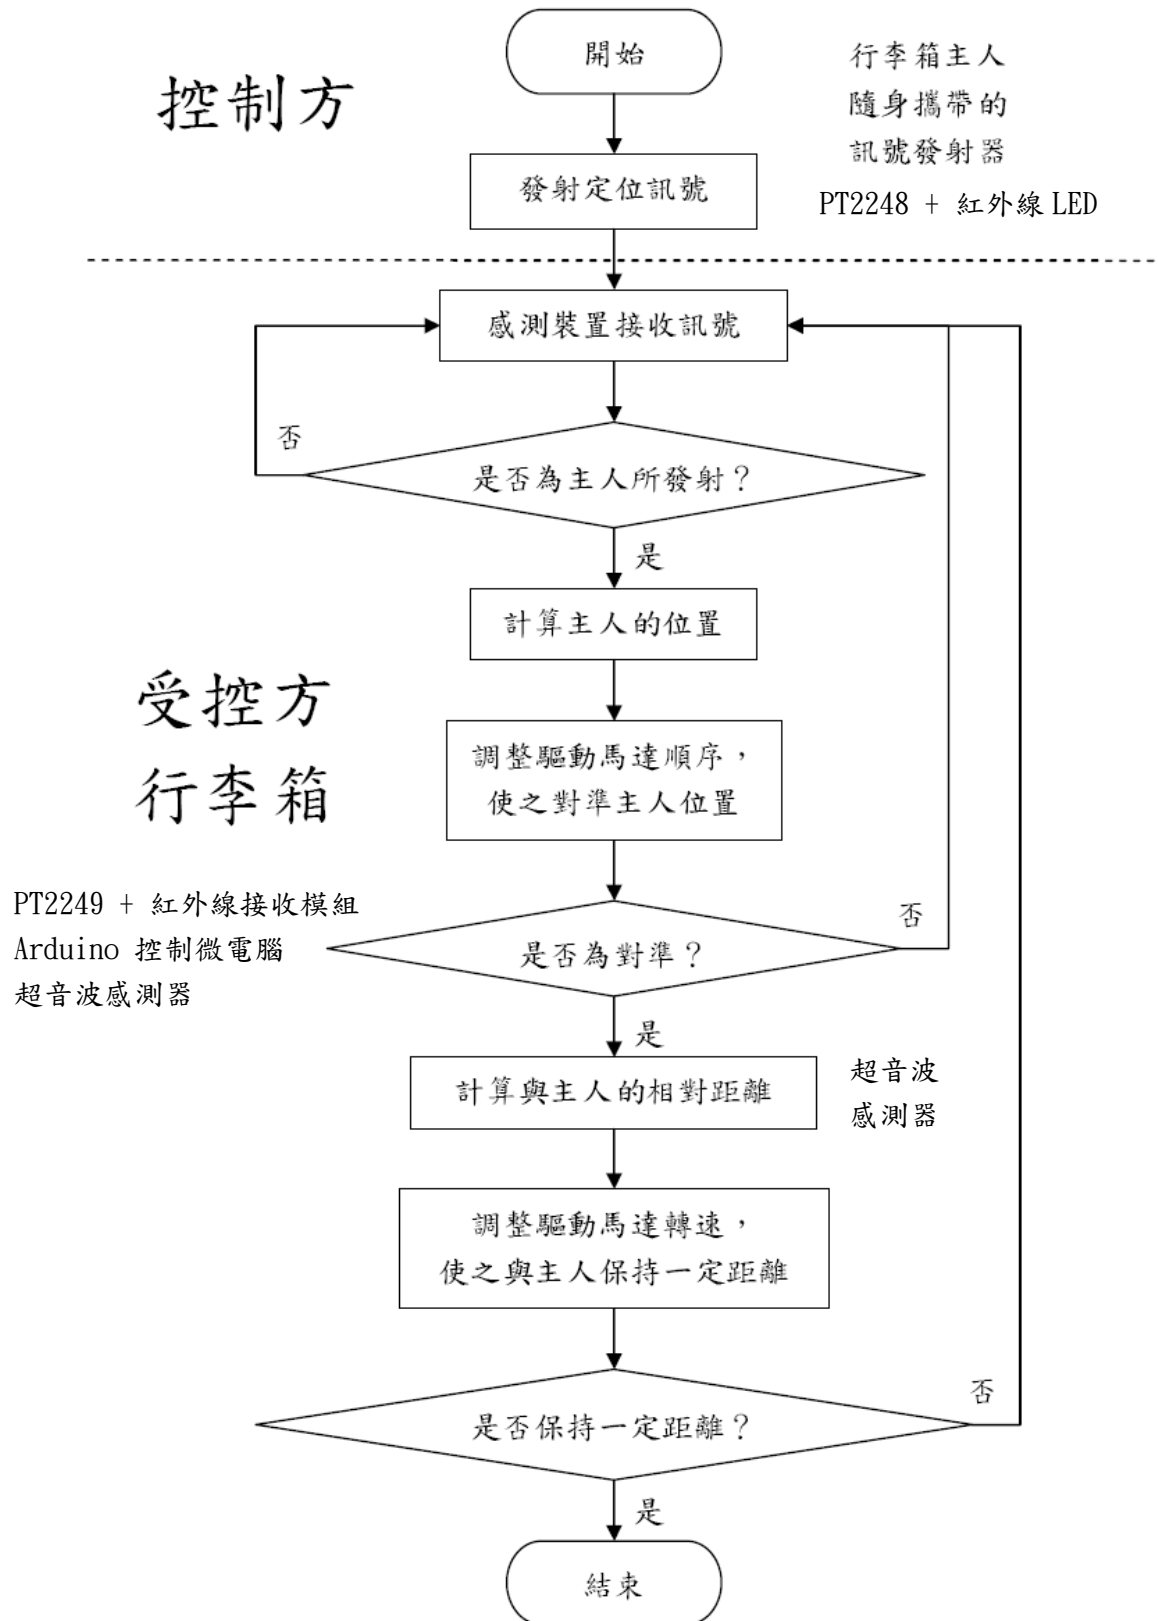 開始
控制方
行李箱主人
隨身攜帶的
訊號發射器
PT2248 + 紅外線 LED
發射定位訊號
感測裝置接收訊號
否
是否為主人所發射？
是
計算主人的位置
受控方
行李箱
調整驅動馬達順序，
使之對準主人位置
PT2249 + 紅外線接收模組
Arduino 控制微電腦
超音波感測器
否
是否為對準？
是
計算與主人的相對距離
超音波
感測器
調整驅動馬達轉速，
使之與主人保持一定距離
否
是否保持一定距離？
是
結束